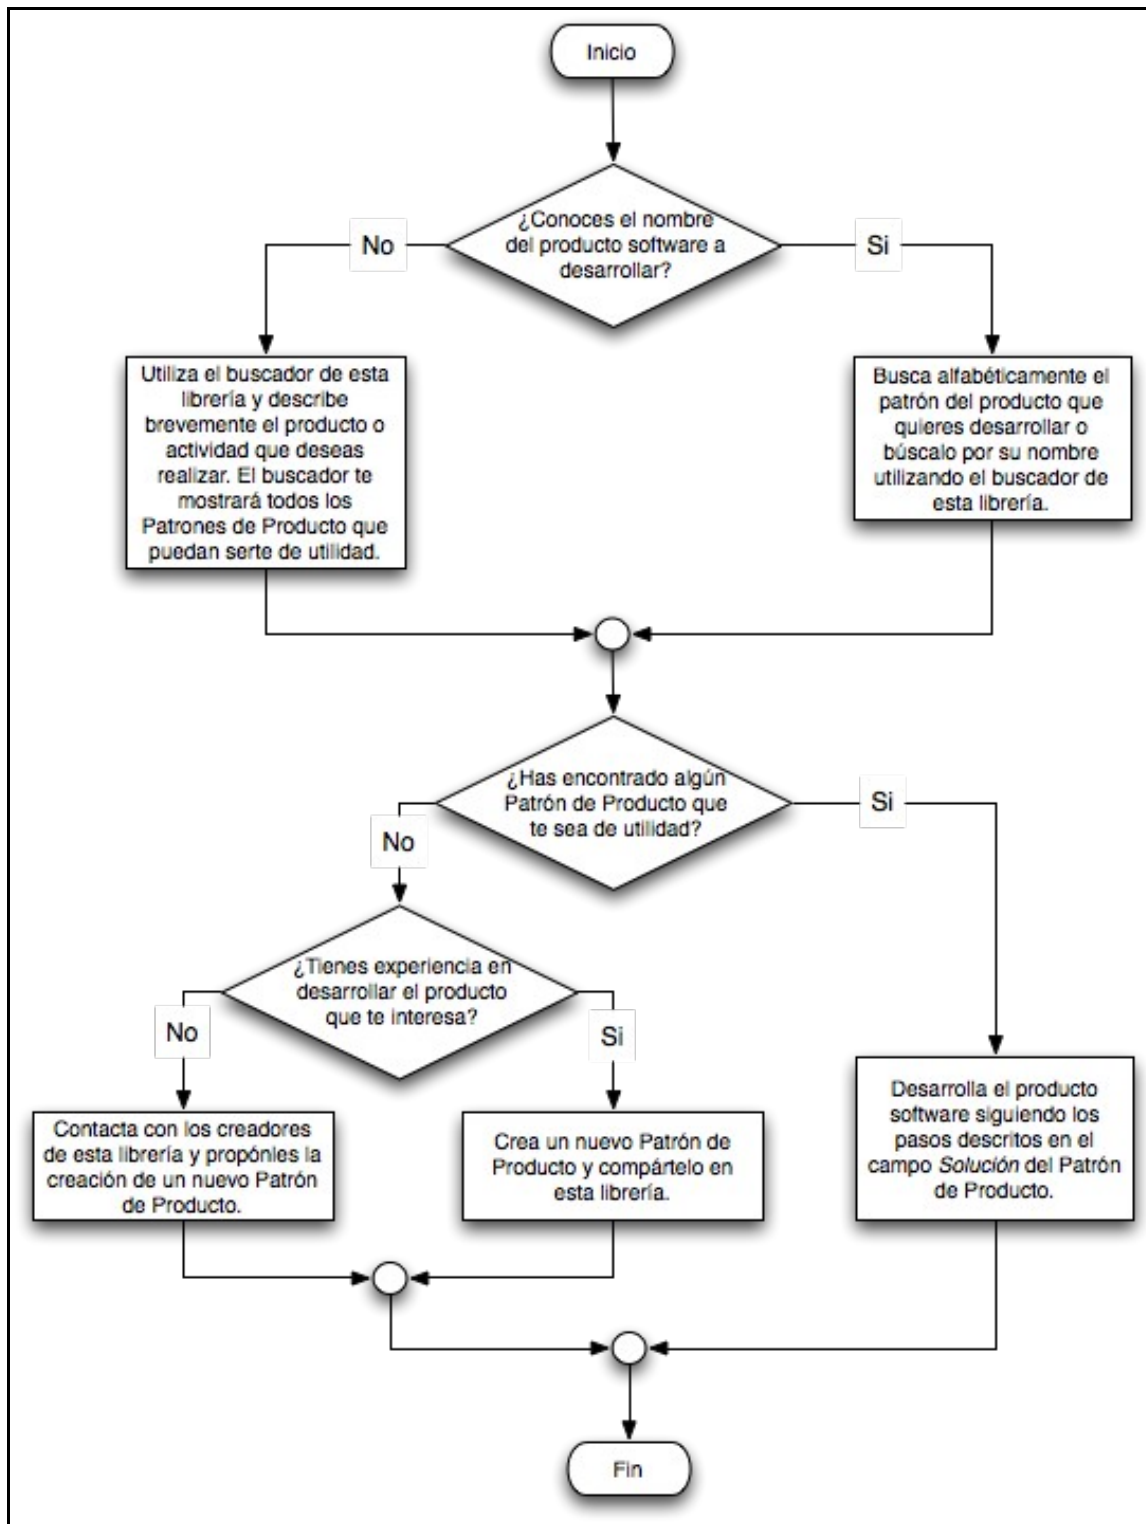 Inicio
¿Conoces el nombre
del producto software a
desarrollar?
No
Si
Utiliza el buscador de esta
librería y describe
brevemente el producto o
actividad que deseas
realizar. El buscador te
mostrará todos los
Patrones de Producto que
puedan serte de utilidad.
Busca alfabéticamente el
patrón del producto que
quieres desarrollar o
búscalo por su nombre
utilizando el buscador de
esta librería.
¿Has encontrado algún
Patrón de Producto que
te sea de utilidad?
Si
No
¿Tienes experiencia en
desarrollar el producto
que te interesa?
No
Si
Contacta con los creadores
de esta librería y propónles la
creación de un nuevo Patrón
de Producto.
Crea un nuevo Patrón de
Producto y compártelo en
esta librería.
Desarrolla el producto
software siguiendo los
pasos descritos en el
campo Solución del Patrón
de Producto.
Fin